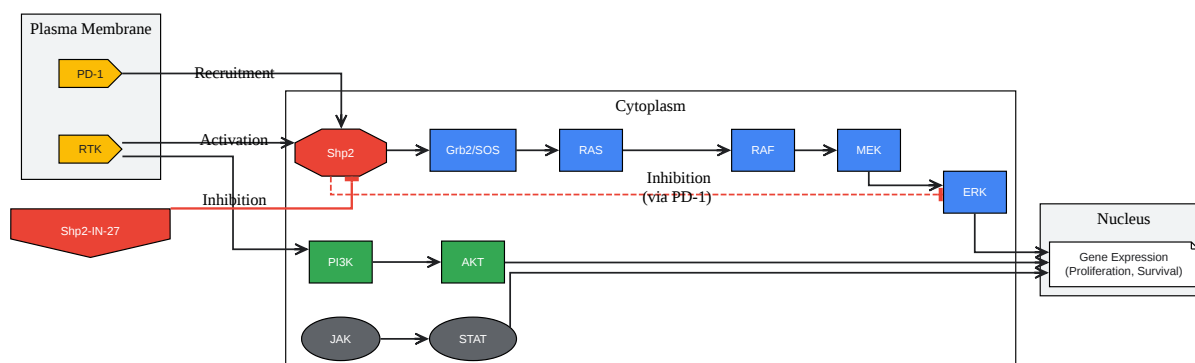 Plasma Membrane
PD-1
Recruitment
Cytoplasm
RTK
Activation
Shp2
Grb2/SOS
RAS
RAF
MEK
Inhibition
(via PD-1)
ERK
Inhibition
Shp2-IN-27
Nucleus
PI3K
AKT
Gene Expression
(Proliferation, Survival)
JAK
STAT